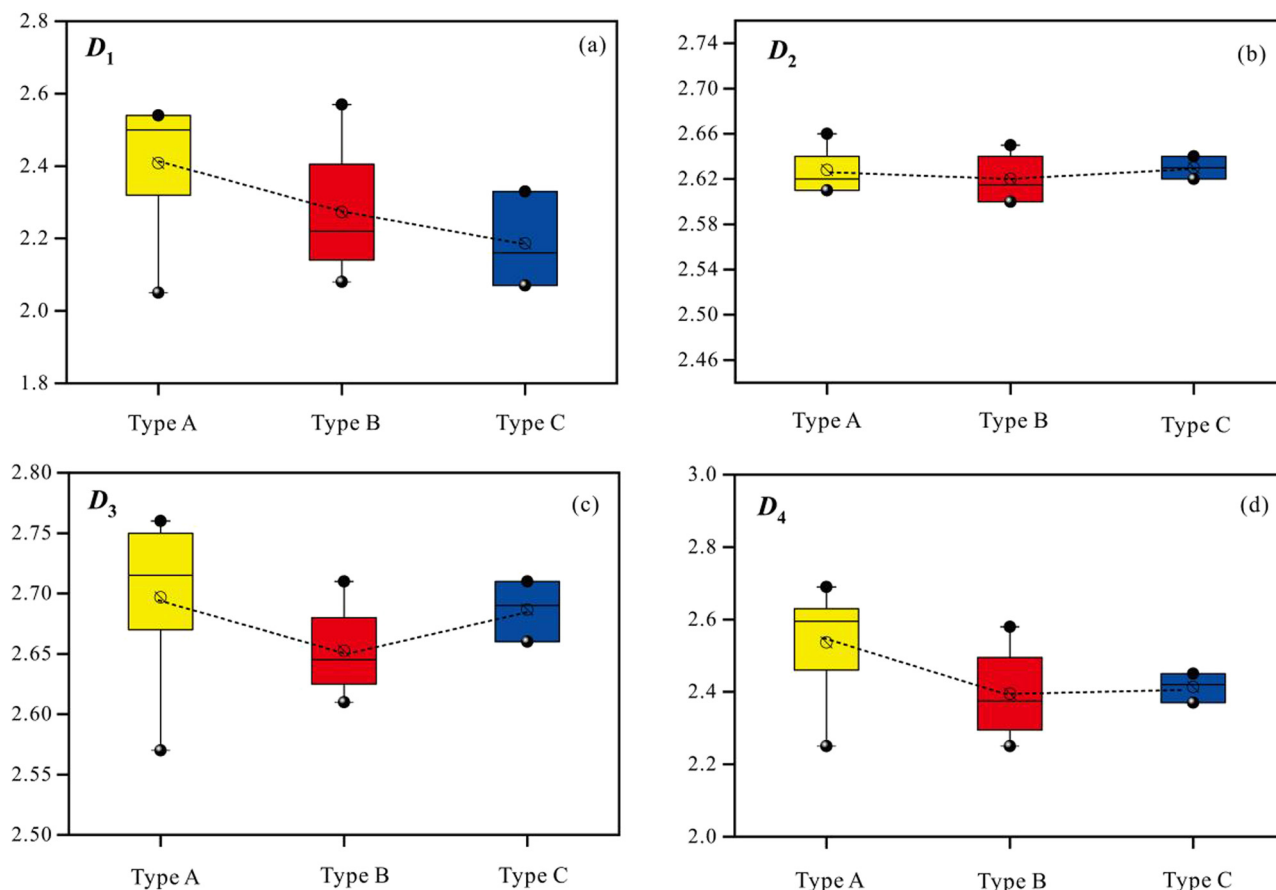 D1
(a)
2.8
2.6
2.4
2.2
2.0
1.8
Type A
Type B
Type C
D2
(b)
2.74
2.70
2.66
2.62
2.58
2.54
2.50
2.46
Type A
Type B
Type C
D3
(c)
2.80
2.75
2.70
2.65
2.60
2.55
2.50
Type A
Type B
Type C
D4
(d)
3.0
2.8
2.6
2.4
2.2
2.0
Type A
Type B
Type C